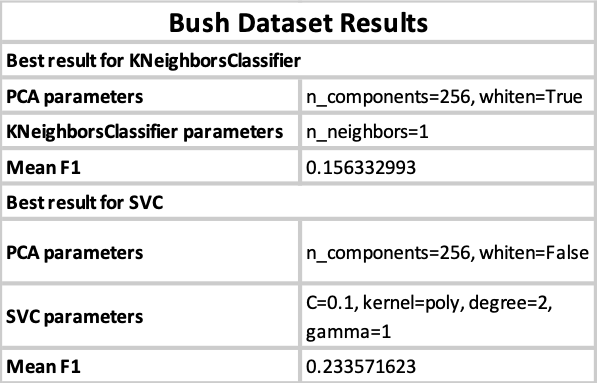 Bush Dataset Results
Best result for KNeighborsClassifier
PCA parameters n_components=256, whiten=True
KNeighborsClassifier parameters n_neighbors=1
Mean F1 0.156332993
Best result for SVC
PCA parameters n_components=256, whiten=False
SVC parameters C=0.1, kernel=poly, degree=2,
gamma=1
Mean F1 0.233571623